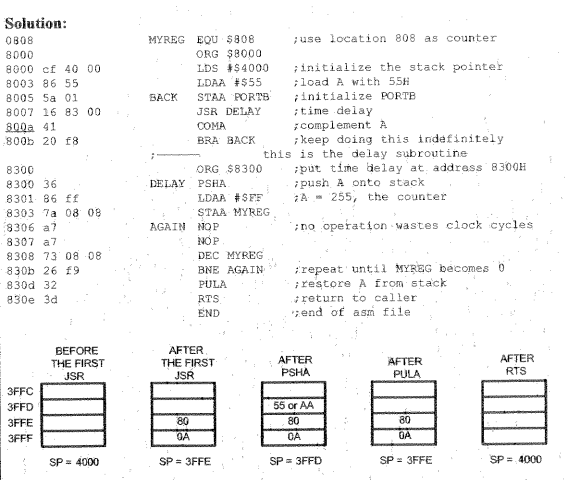 Solution:
0808 MYREG EQU $808 ;use location 808 as counter
8000 ORG $8000
8000 cf 40 00 LDS #$4000 ;initialize the stack pointer
8003 86 55 LDAA #$55 ;load A with 55H
8005 5a 01 BACK STAA PORTB ;initialize PORTB
8007 16 83 00 JSR DELAY ;time delay
800a 41 COMA ;complement A
800b 20 f8 BRA BACK ;keep doing this indefinitely
;——— this is the delay subroutine
8300 ORG $8300 ;put time delay at address 8300H
8300 36 DELAY PSHA ;push A onto stack
8301 86 ff LDAA #$FF ;A = 255, the counter
8303 7a 08 08 STAA MYREG
8306 a7 AGAIN NOP ;no operation wastes clock cycles
8307 a7 NOP
8308 73 08 08 DEC MYREG
830b 26 f9 BNE AGAIN ;repeat until MYREG becomes 0
830d 32 PULA ;restore A from stack
830e 3d RTS ;return to caller
END ;end of asm file
BEFORE THE FIRST JSR
AFTER THE FIRST JSR
AFTER PSHA
AFTER PULA
AFTER RTS
3FFC
3FFD 55 or AA
3FFE 80 80 80
3FFF 0A 0A 0A
SP = 4000 SP = 3FFE SP = 3FFD SP = 3FFE SP = 4000